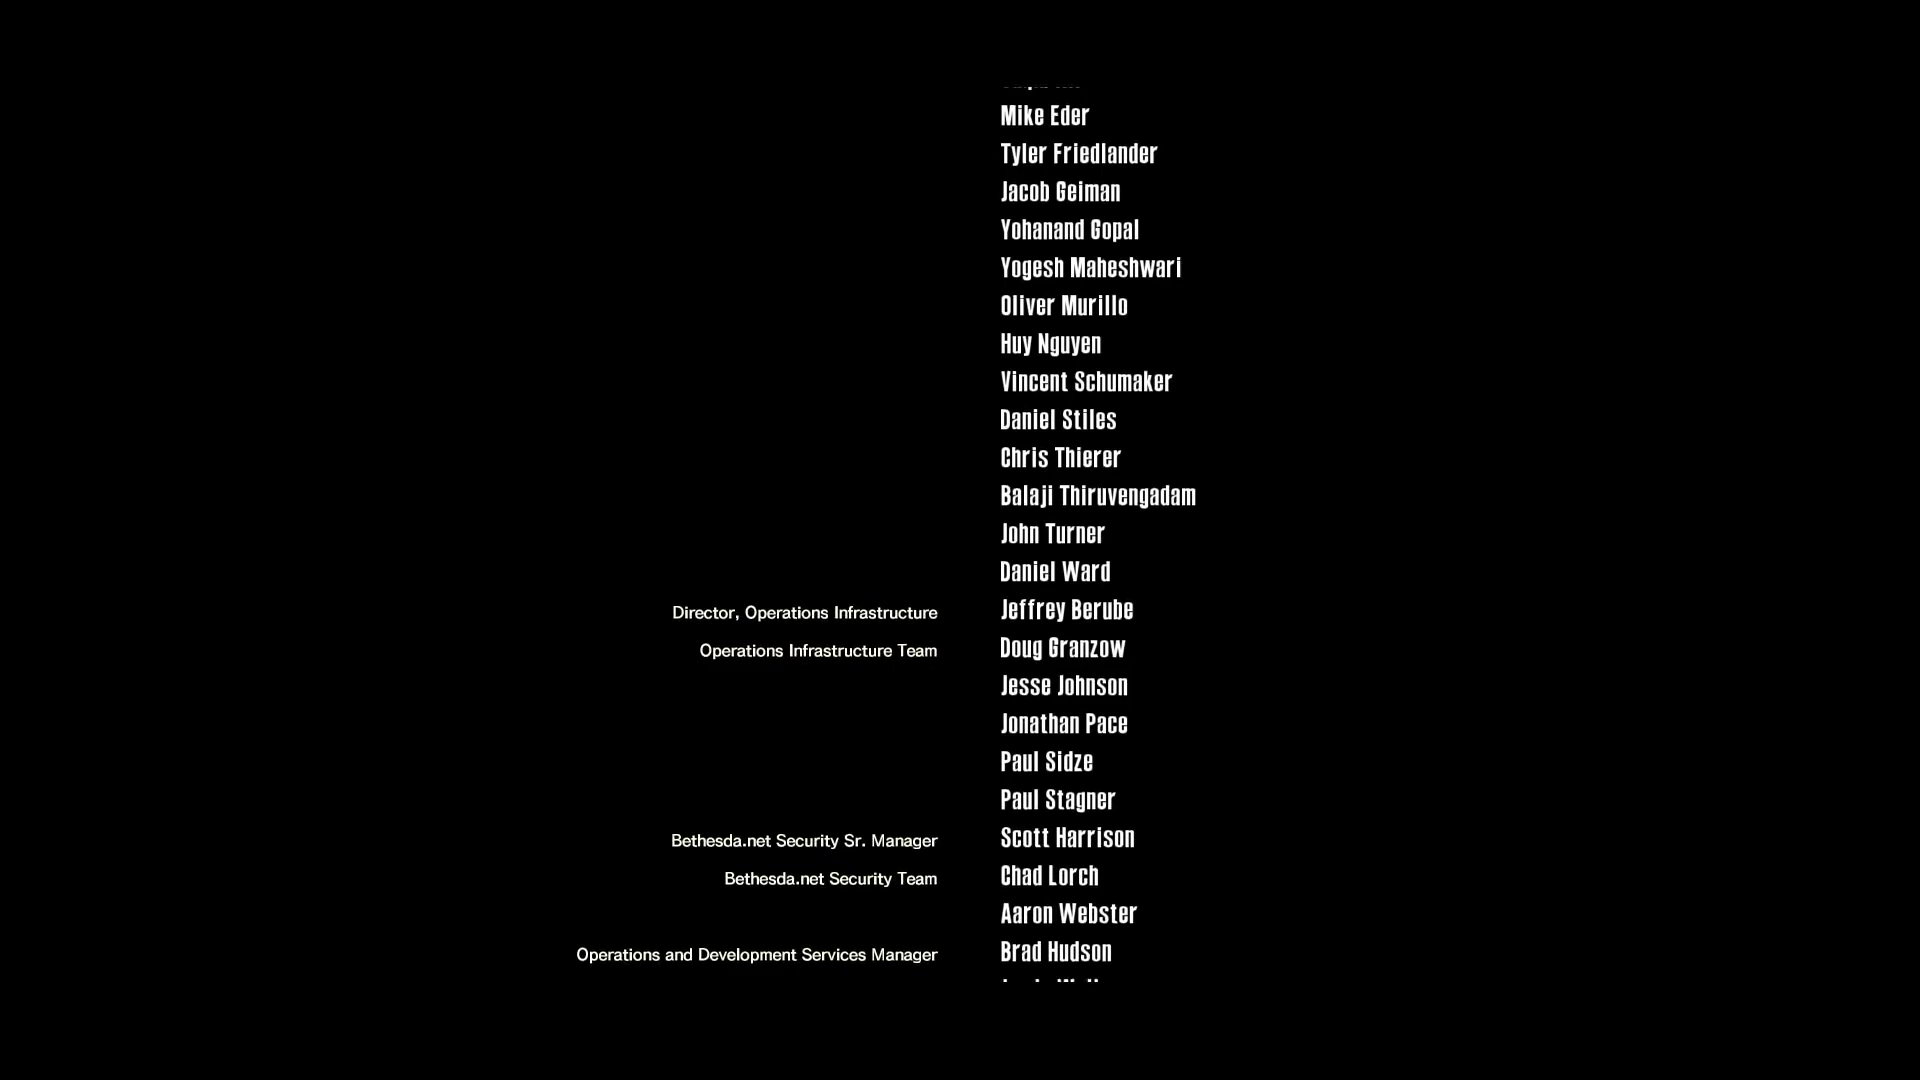 Mike Eder
Tyler Friedlander
Jacob Geiman
Yohanand Gopal
Yogesh Maheshwari
Oliver Murillo
Huy Nguyen
Vincent Schumaker
Daniel Stiles
Chris Thierer
Balaji Thiruvengadam
John Turner
Daniel Ward
Director, Operations Infrastructure Jeffrey Berube
Operations Infrastructure Team Doug Granzow
Jesse Johnson
Jonathan Pace
Paul Sidze
Paul Stagner
Bethesda.net Security Sr. Manager Scott Harrison
Bethesda.net Security Team Chad Lorch
Aaron Webster
Operations and Development Services Manager Brad Hudson